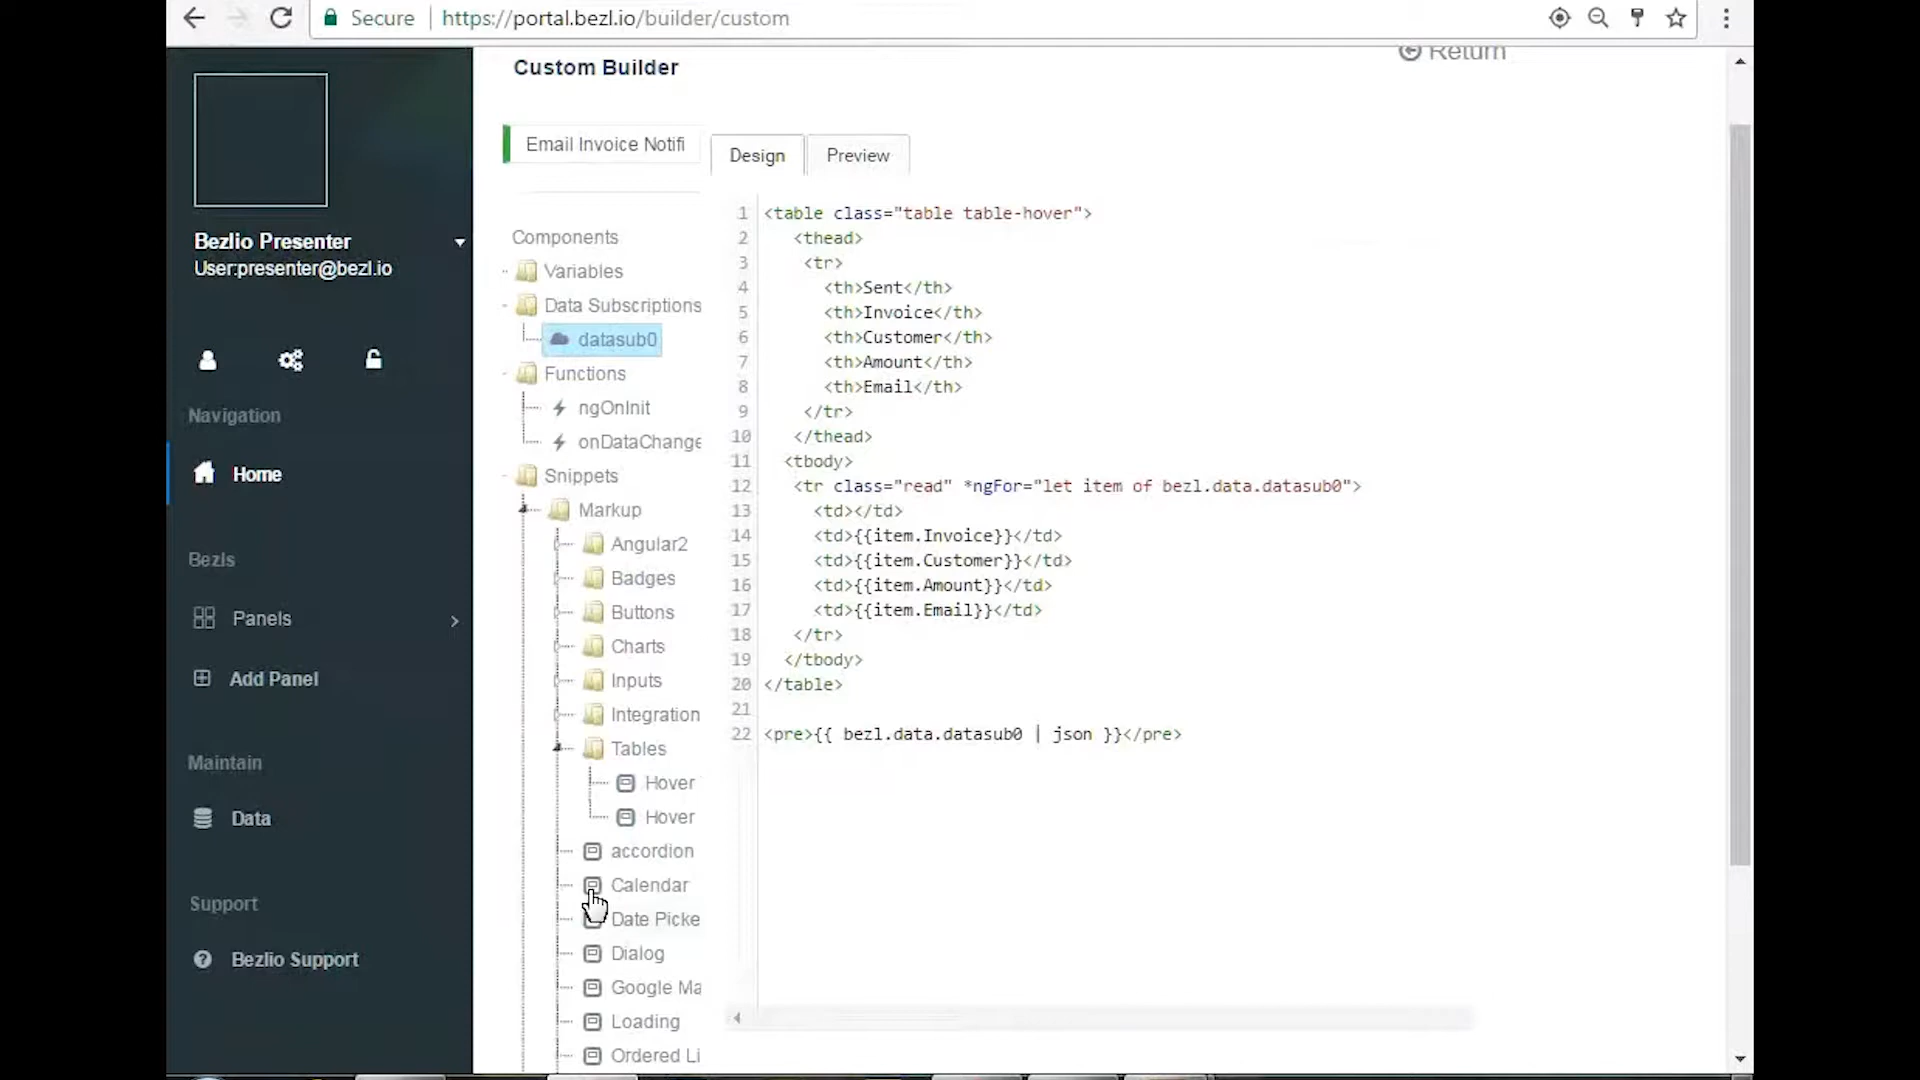 Secure https://portal.bezl.io/builder/custom
Return
Custom Builder
Email Invoice Notifi
Design
Preview
Bezlio Presenter
User:presenter@bezl.io
Navigation
Home
Bezls
Panels
Add Panel
Maintain
Data
Support
Bezlio Support
Components
Variables
Data Subscriptions
datasub0
Functions
ngOnInit
onDataChange
Snippets
Markup
Angular2
Badges
Buttons
Charts
Inputs
Integration
Tables
Hover
Hover
accordion
Calendar
Date Picke
Dialog
Google Ma
Loading
Ordered Li
1 <table class="table table-hover">
2 <thead>
3 <tr>
4 <th>Sent</th>
5 <th>Invoice</th>
6 <th>Customer</th>
7 <th>Amount</th>
8 <th>Email</th>
9 </tr>
10 </thead>
11 <tbody>
12 <tr class="read" *ngFor="let item of bezl.data.datasub0">
13 <td></td>
14 <td>{{item.Invoice}}</td>
15 <td>{{item.Customer}}</td>
16 <td>{{item.Amount}}</td>
17 <td>{{item.Email}}</td>
18 </tr>
19 </tbody>
20 </table>
21
22 <pre>{{ bezl.data.datasub0 | json }}</pre>